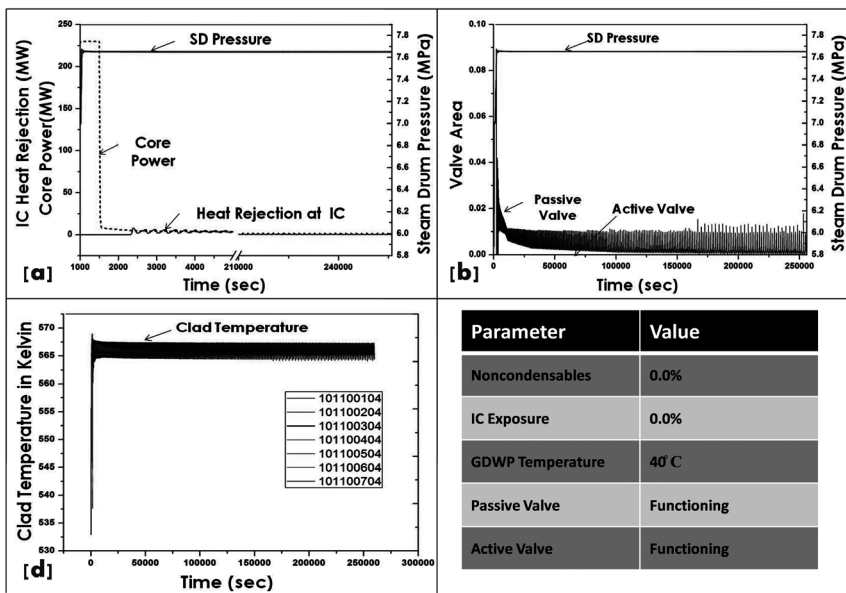 SD Pressure
Core
Power
Heat Rejection at IC
IC Heat Rejection (MW)
Core Power(MW)
Steam Drum Pressure (MPa)
250
225
200
175
150
125
100
75
50
25
0
7.8
7.6
7.4
7.2
7.0
6.8
6.6
6.4
6.2
6.0
5.8
1000 2000 3000 4000 240000
Time (sec)
[a]
SD Pressure
Passive
Valve
Active Valve
Valve Area
Steam Drum Pressure (MPa)
0.10
0.08
0.06
0.04
0.02
0.00
7.8
7.6
7.4
7.2
7.0
6.8
6.6
6.4
6.2
6.0
5.8
0 50000 100000 150000 200000 250000
Time (sec)
[b]
Clad Temperature
Clad Temperature in Kelvin
570
565
560
555
550
545
540
535
530
101100104
101100204
101100304
101100404
101100504
101100604
101100704
0 50000 100000 150000 200000 250000 300000
Time (sec)
[d]
Parameter Value
Noncondensables 0.0%
IC Exposure 0.0%
GDWP Temperature 40°C
Passive Valve Functioning
Active Valve Functioning